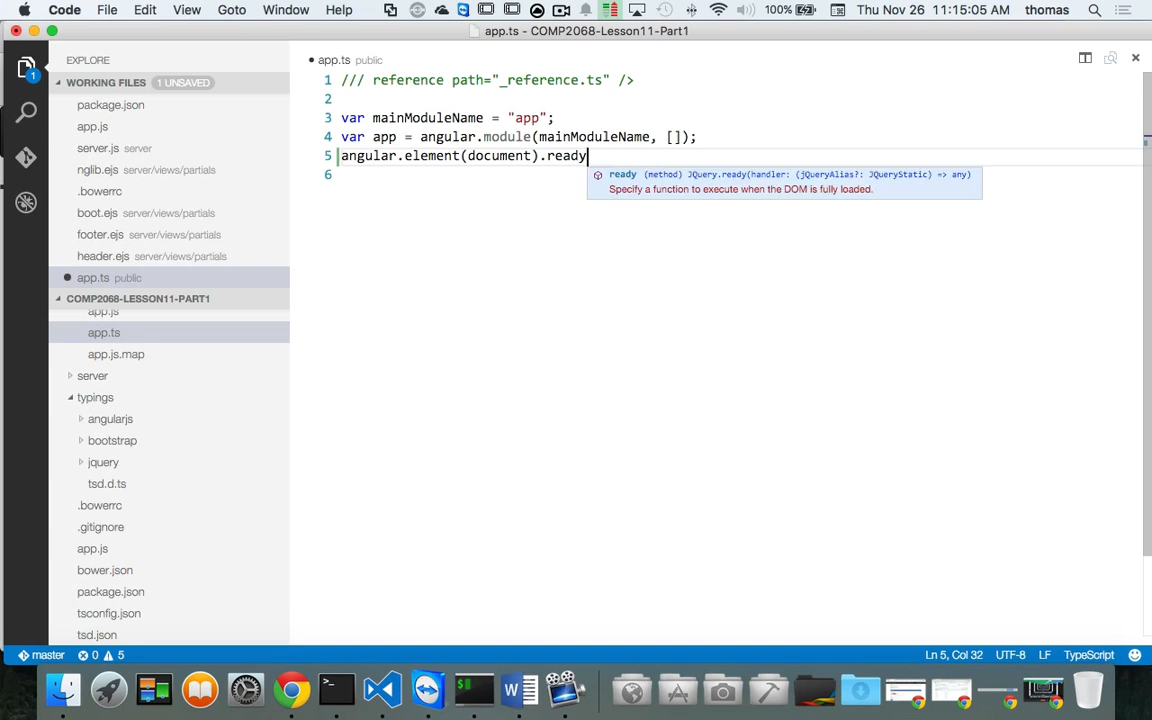 Code File Edit View Goto Window Help 100% Thu Nov 26 11:15:05 AM thomas
app.ts - COMP2068-Lesson11-Part1
EXPLORE
WORKING FILES 1 UNSAVED
package.json
app.js
server.js server
nglib.ejs server/views/partials
.bowerrc
boot.ejs server/views/partials
footer.ejs server/views/partials
header.ejs server/views/partials
app.ts public
COMP2068-LESSON11-PART1
app.js
app.ts
app.js.map
server
typings
angularjs
bootstrap
jquery
tsd.d.ts
.bowerrc
.gitignore
app.js
bower.json
package.json
tsconfig.json
tsd.json
1
app.ts public
1 /// reference path="_reference.ts" />
2
3 var mainModuleName = "app";
4 var app = angular.module(mainModuleName, []);
5 angular.element(document).ready
6
ready (method) JQuery.ready(handler: (jQueryAlias?: JQueryStatic) => any)
Specify a function to execute when the DOM is fully loaded.
master 0 5 Ln 5, Col 32 UTF-8 LF TypeScript